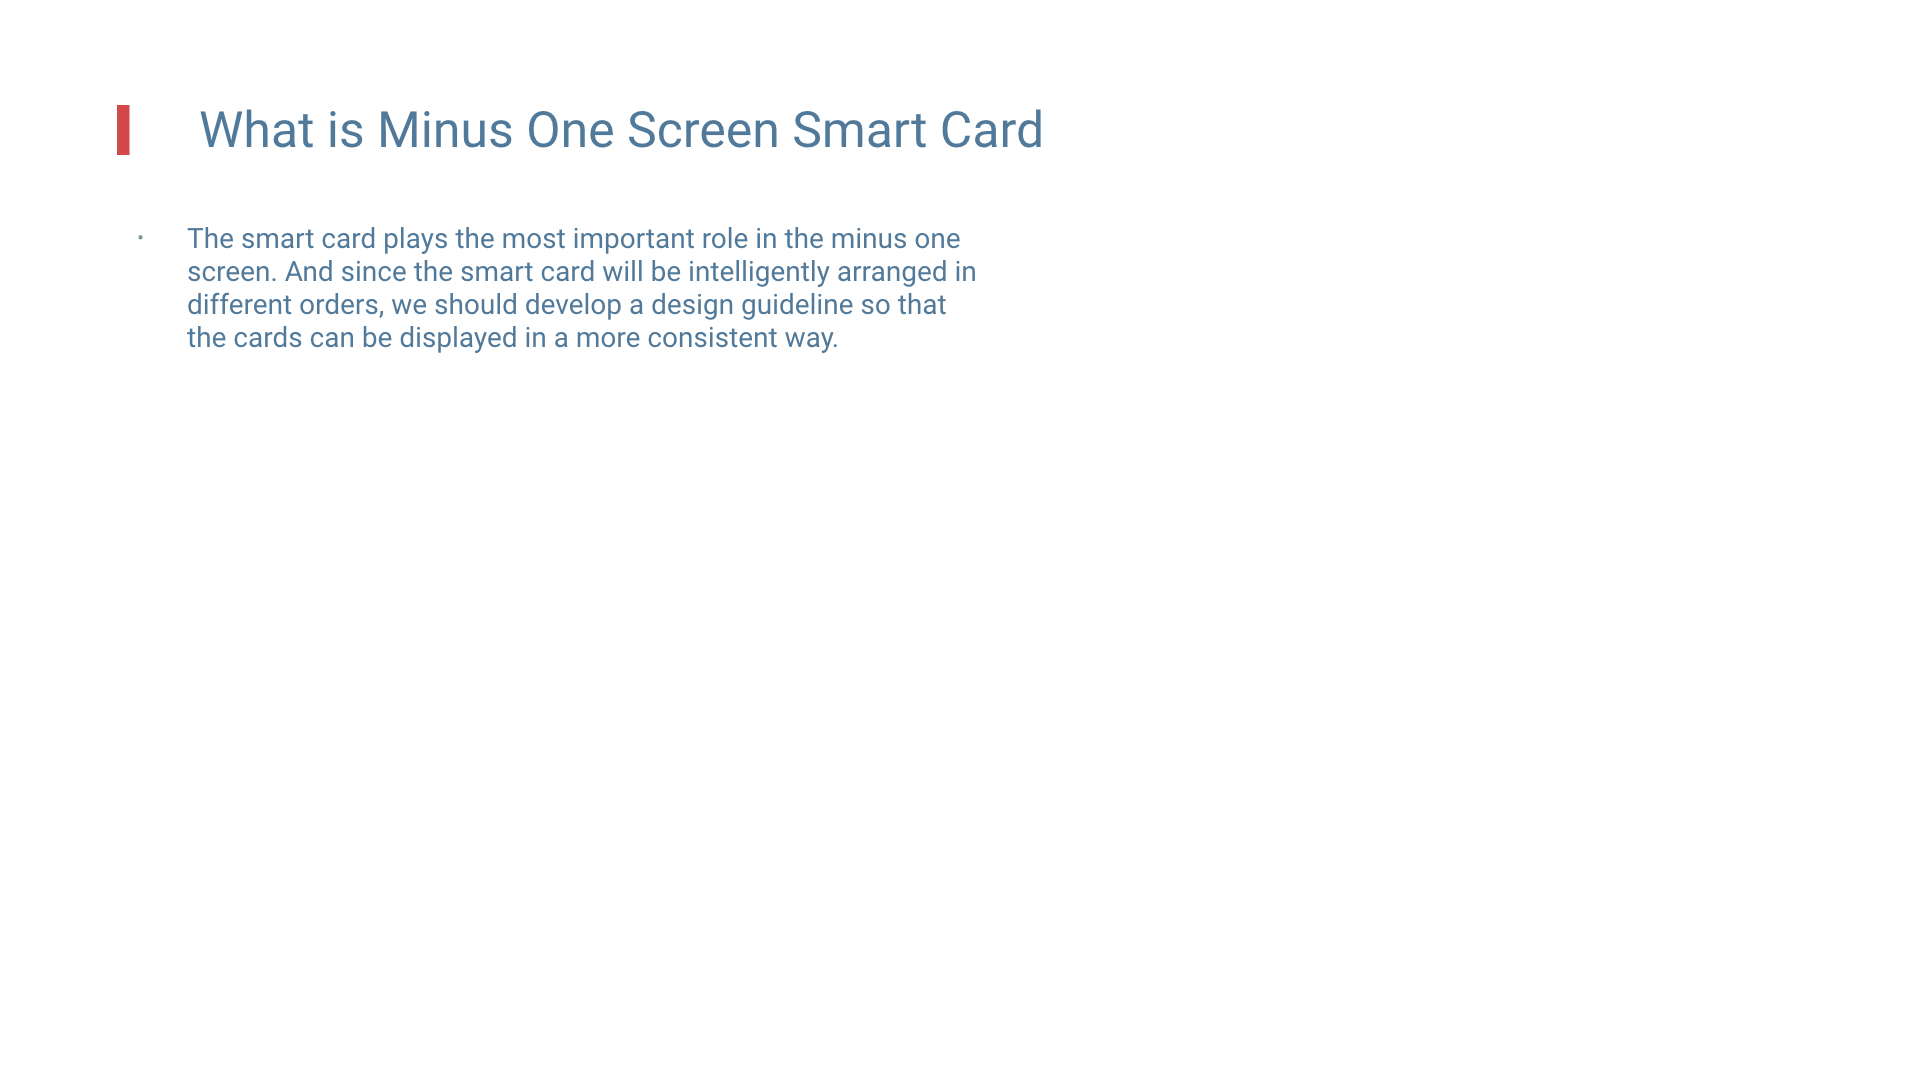 What is Minus One Screen Smart Card
• The smart card plays the most important role in the minus one
screen. And since the smart card will be intelligently arranged in
different orders, we should develop a design guideline so that
the cards can be displayed in a more consistent way.